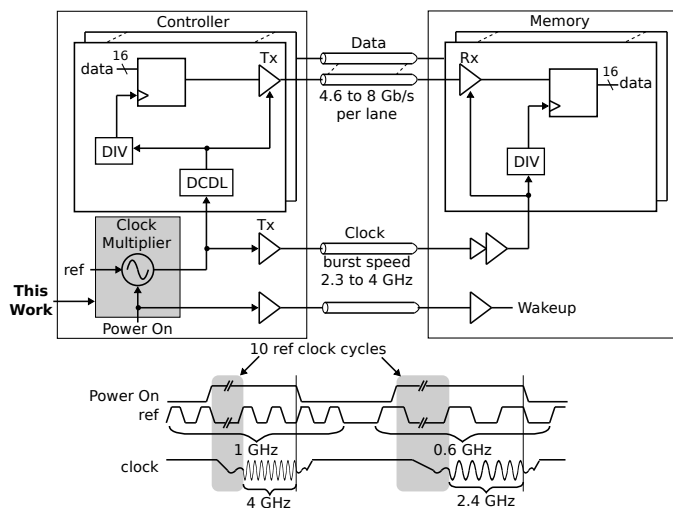 Controller
Memory
Data
Tx
Rx
16
data
16
data
4.6 to 8 Gb/s
per lane
DIV
DIV
DCDL
Clock
Multiplier
Tx
Clock
ref
burst speed
2.3 to 4 GHz
This
Work
Wakeup
Power On
10 ref clock cycles
Power On
ref
1 GHz
0.6 GHz
clock
4 GHz
2.4 GHz